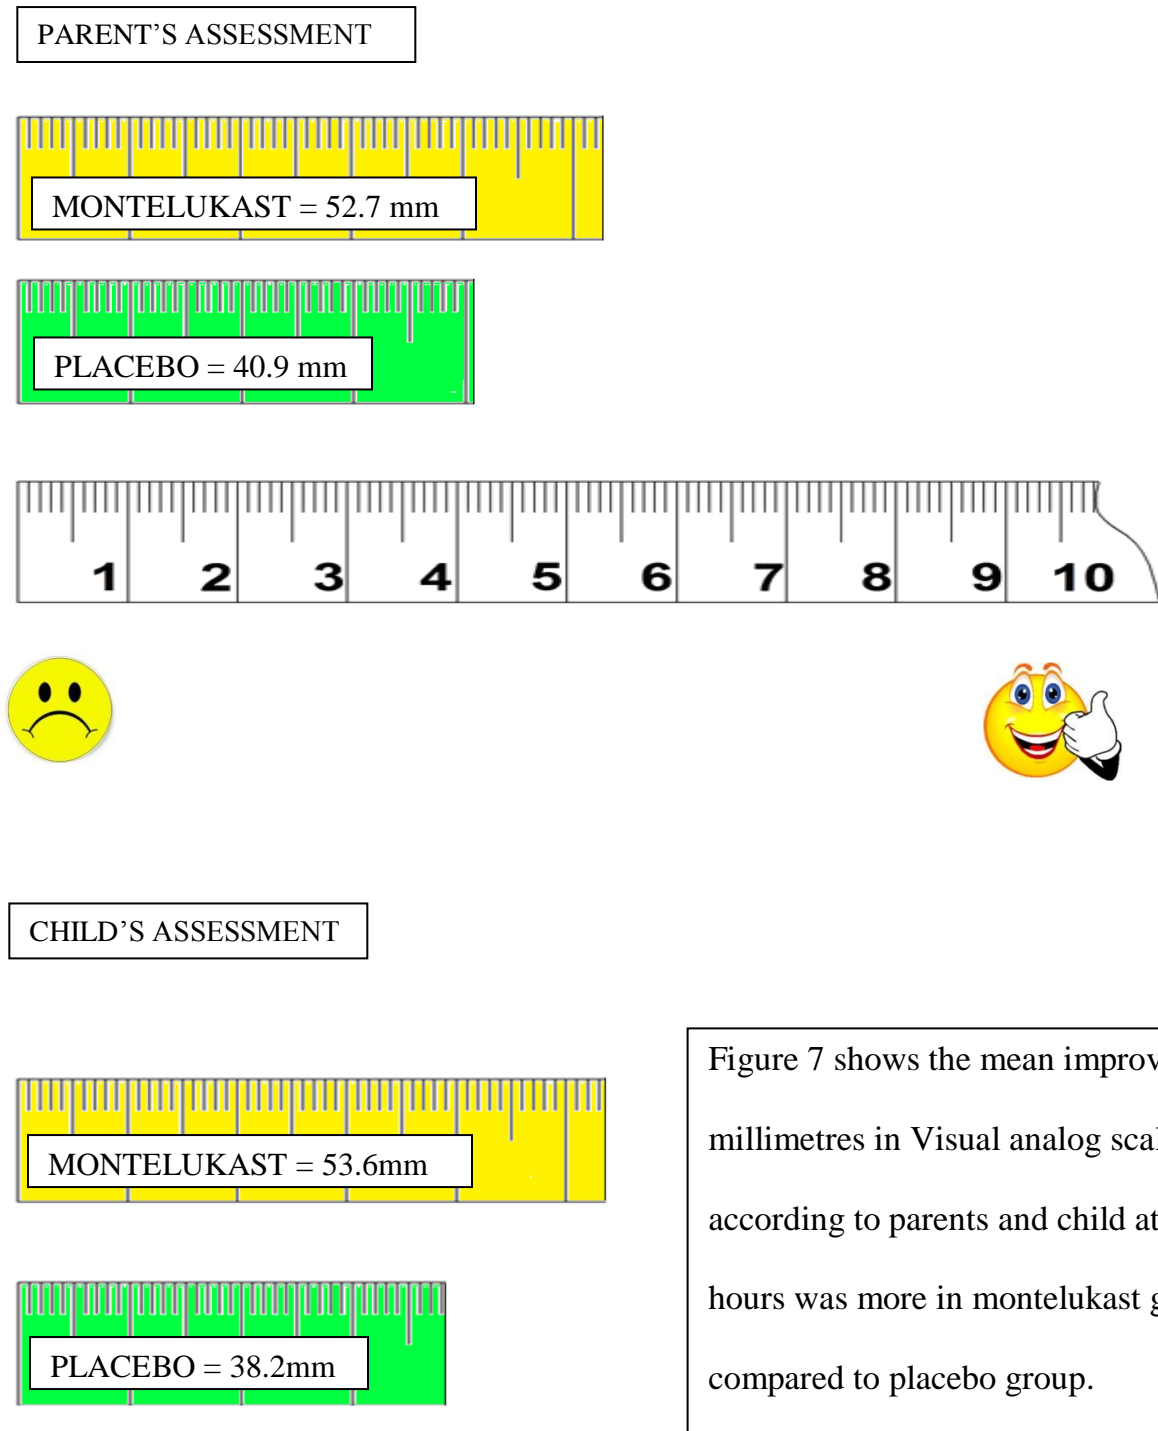 PARENT'S ASSESSMENT
MONTELUKAST = 52.7 mm
PLACEBO = 40.9 mm
1 2 3 4 5 6 7 8 9 10
CHILD'S ASSESSMENT
MONTELUKAST = 53.6mm
PLACEBO = 38.2mm
Figure 7 shows the mean
millimetres in Visual analog
according to parents and child at
hours was more in montelukast
compared to placebo group.